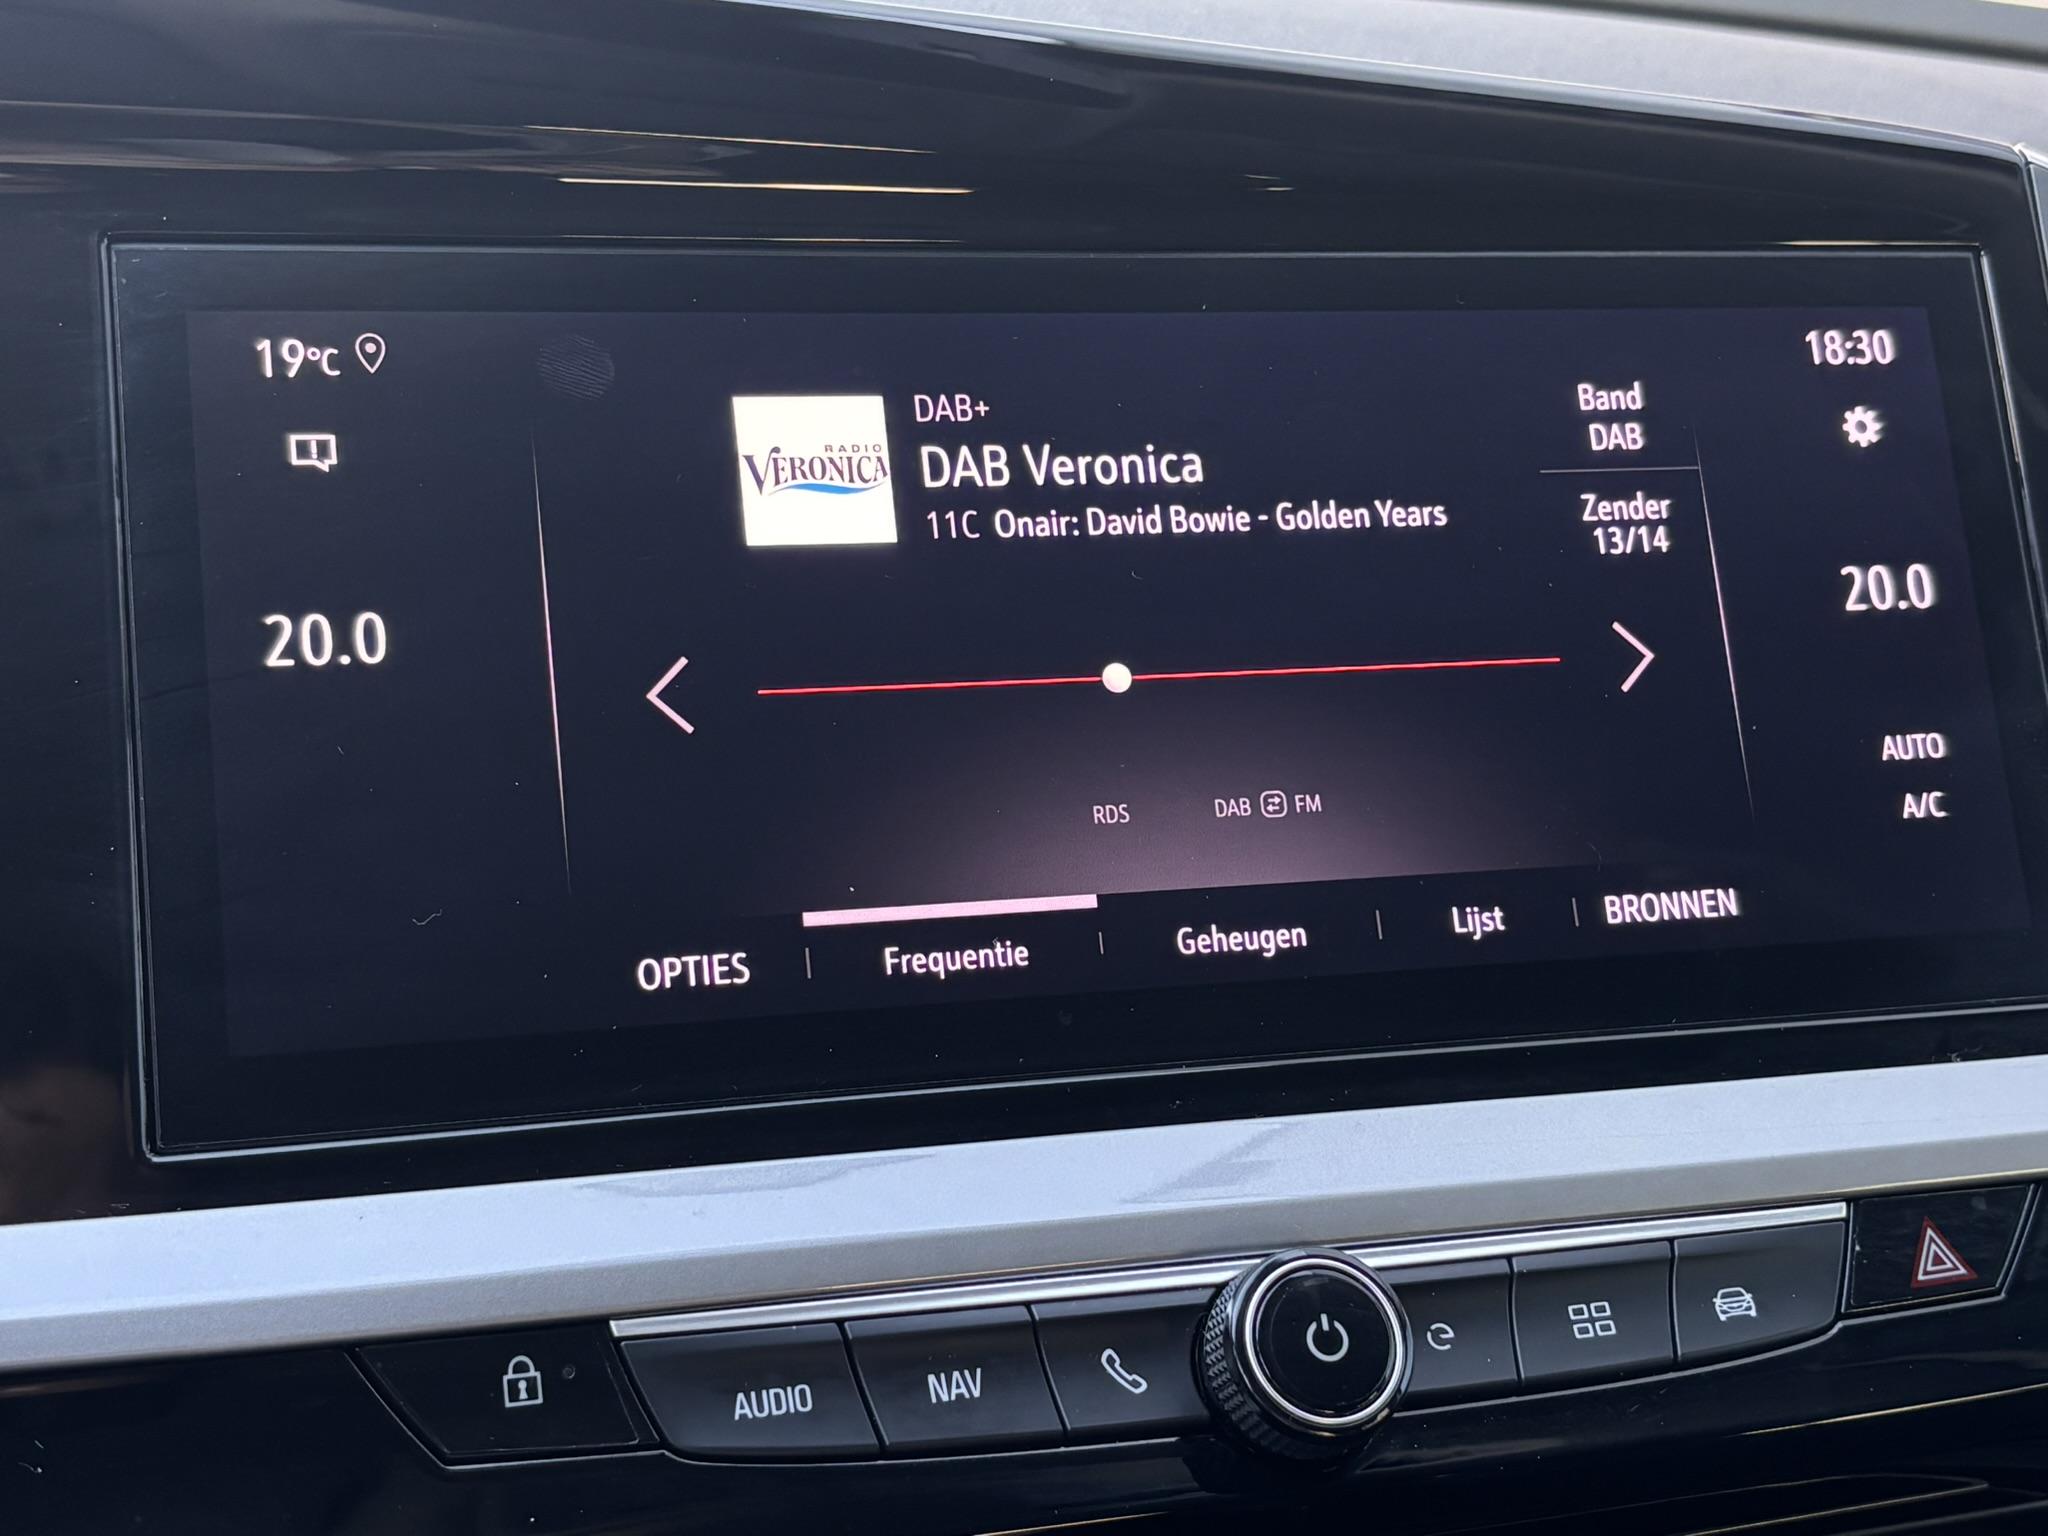 19°C
18:30
DAB+
Band
DAB
RADIO
VERONICA
DAB Veronica
11C Onair: David Bowie - Golden Years
Zender
13/14
20.0
20.0
AUTO
RDS
DAB FM
A/C
OPTIES
Frequentie
Geheugen
Lijst
BRONNEN
AUDIO
NAV